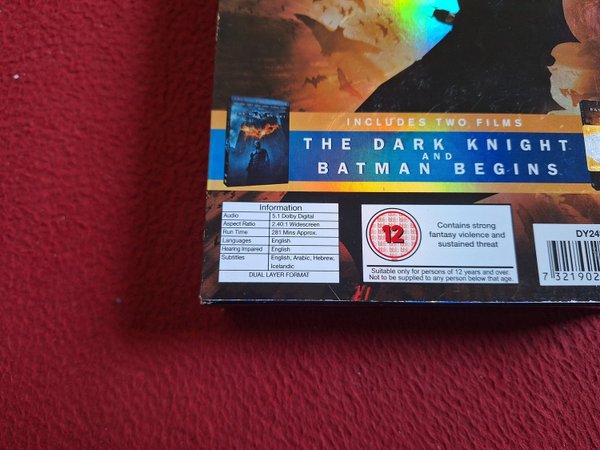 INCLUDES TWO FILMS
THE DARK KNIGHT
AND
BATMAN BEGINS
Information
Audio 5.1 Dolby Digital
Aspect Ratio 2.40:1 Widescreen
Run Time 281 Mins Approx.
Languages English
Hearing Impaired English
Subtitles English, Arabic, Hebrew,
Icelandic
DUAL LAYER FORMAT
12
Contains strong
fantasy violence and
sustained threat
Suitable only for persons of 12 years and over.
Not to be supplied to any person below that age.
DY24
7 321902